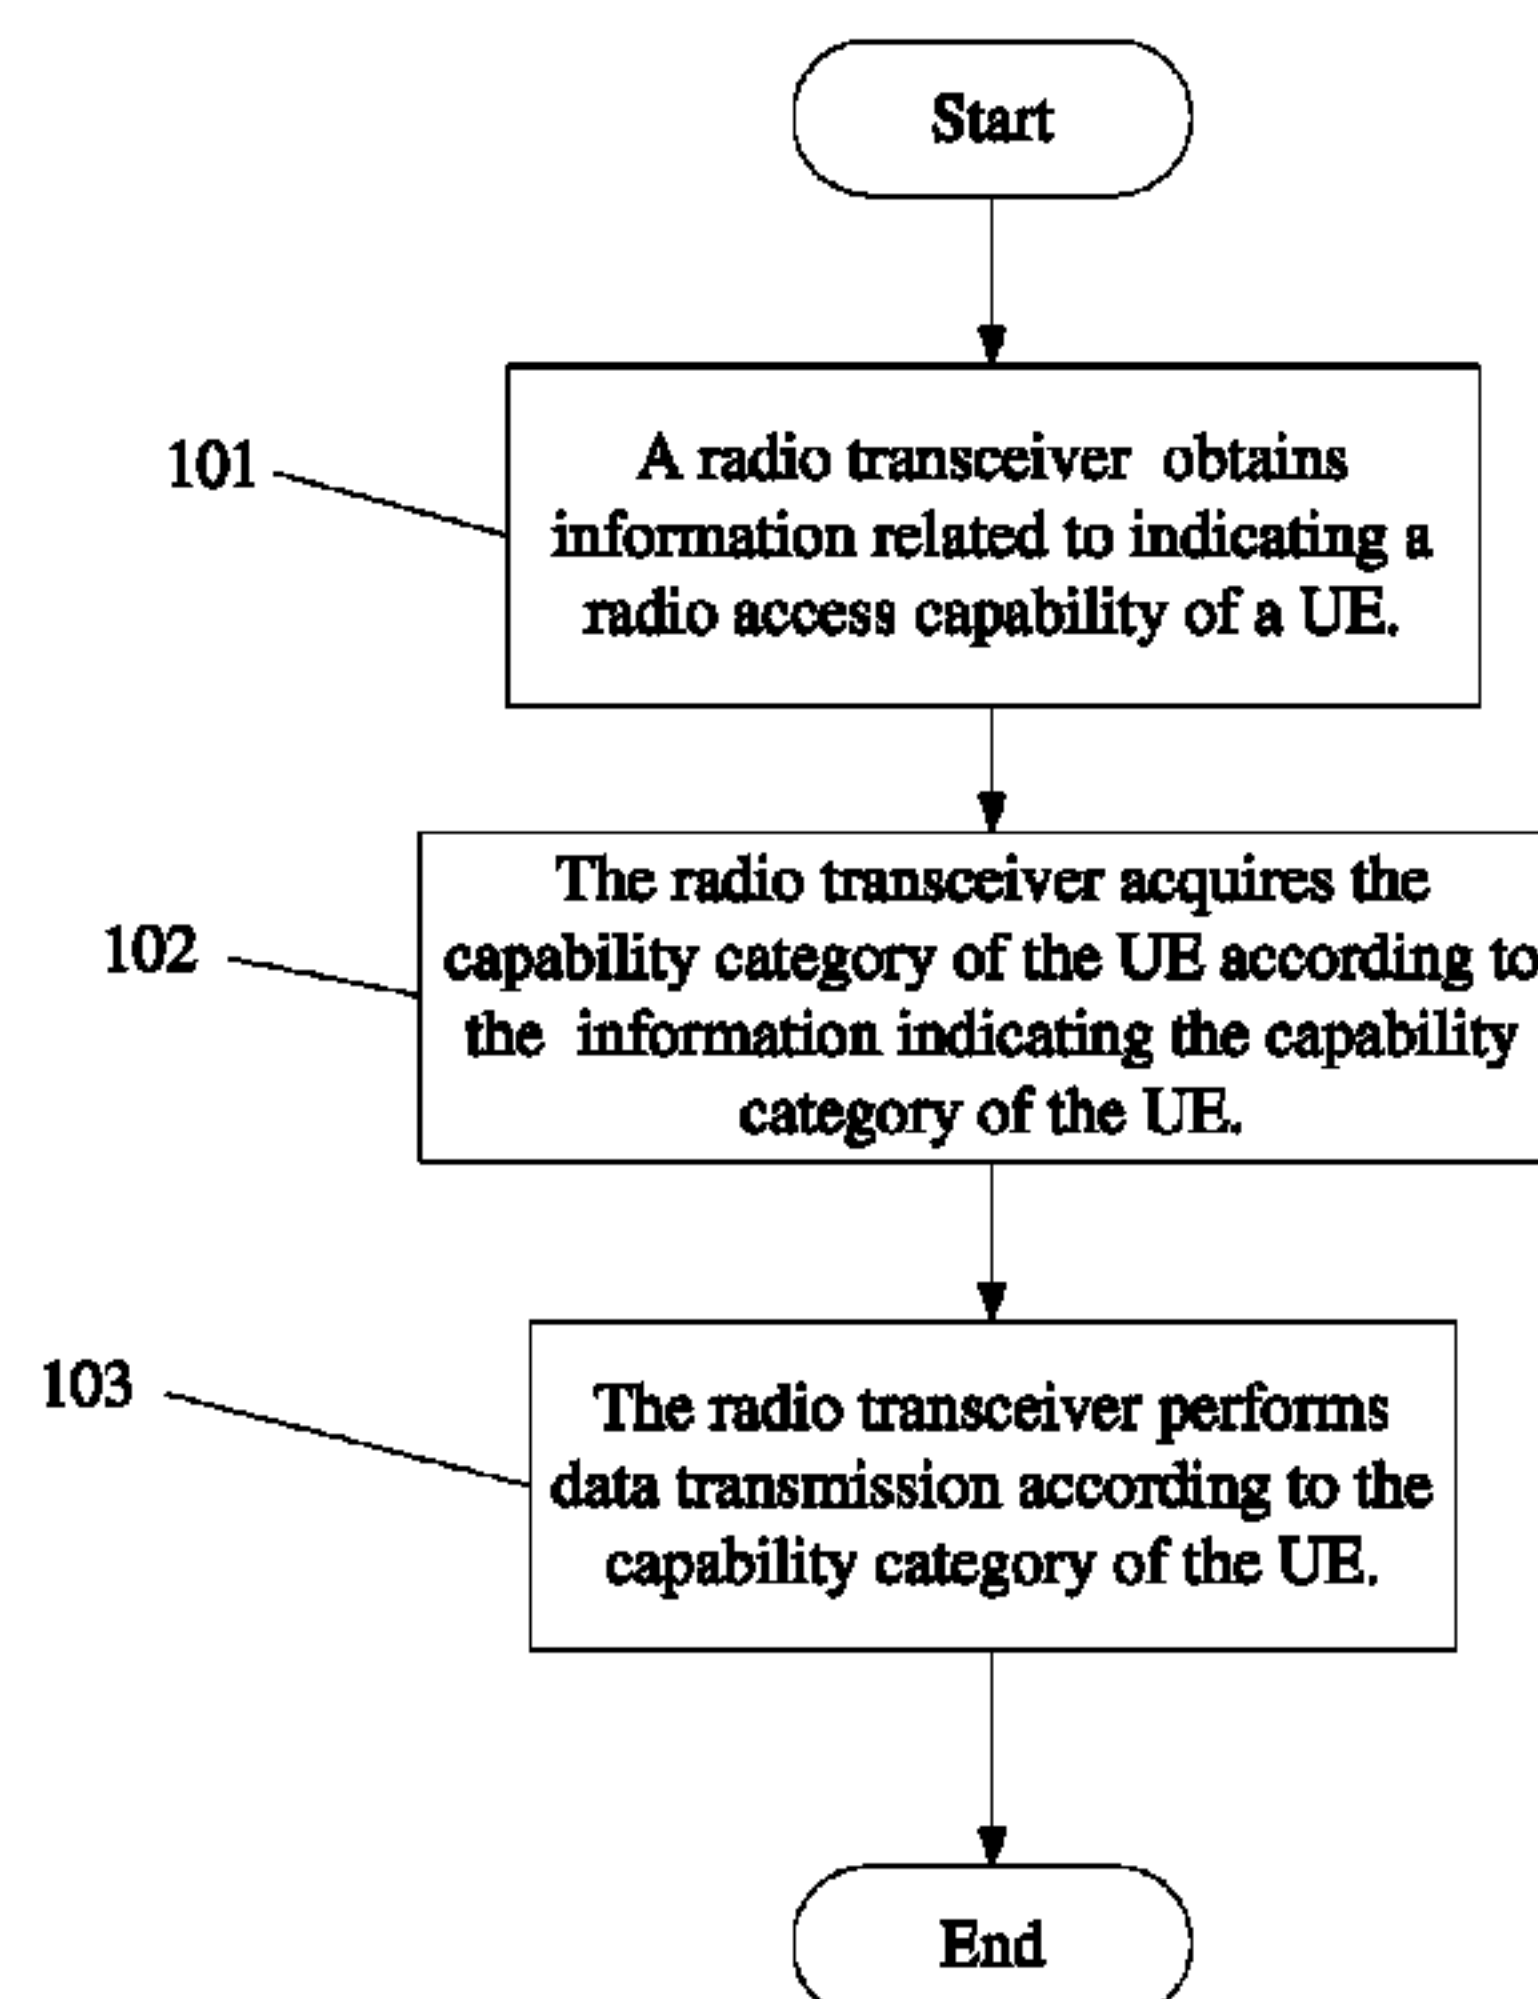 Start
101
A radio transceiver obtains
information related to indicating a
radio access capability of a UE.
102
The radio transceiver acquires the
capability category of the UE according to
the information indicating the capability
category of the UE.
103
The radio transceiver performs
data transmission according to the
capability category of the UE.
End